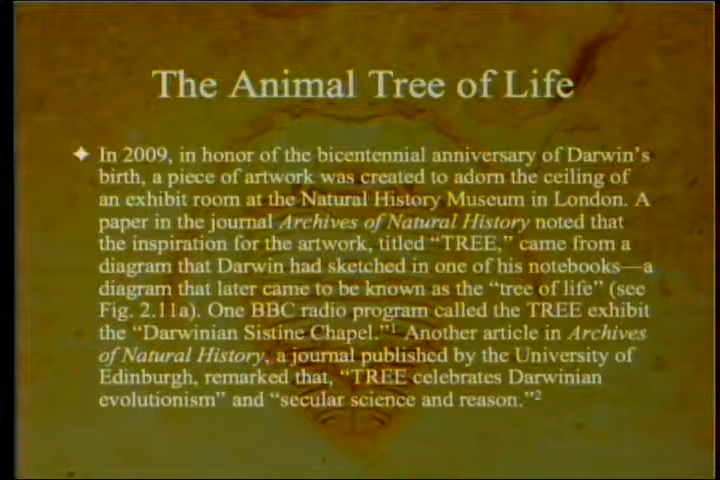 The Animal Tree of Life
✦ In 2009, in honor of the bicentennial anniversary of Darwin's
birth, a piece of artwork was created to adorn the ceiling of
an exhibit room at the Natural History Museum in London. A
paper in the journal Archives of Natural History noted that
the inspiration for the artwork, titled “TREE,” came from a
diagram that Darwin had sketched in one of his notebooks—a
diagram that later came to be known as the “tree of life” (see
Fig. 2.11a). One BBC radio program called the TREE exhibit
the “Darwinian Sistine Chapel.”¹ Another article in Archives
of Natural History, a journal published by the University of
Edinburgh, remarked that, “TREE celebrates Darwinian
evolutionism” and “secular science and reason.”²